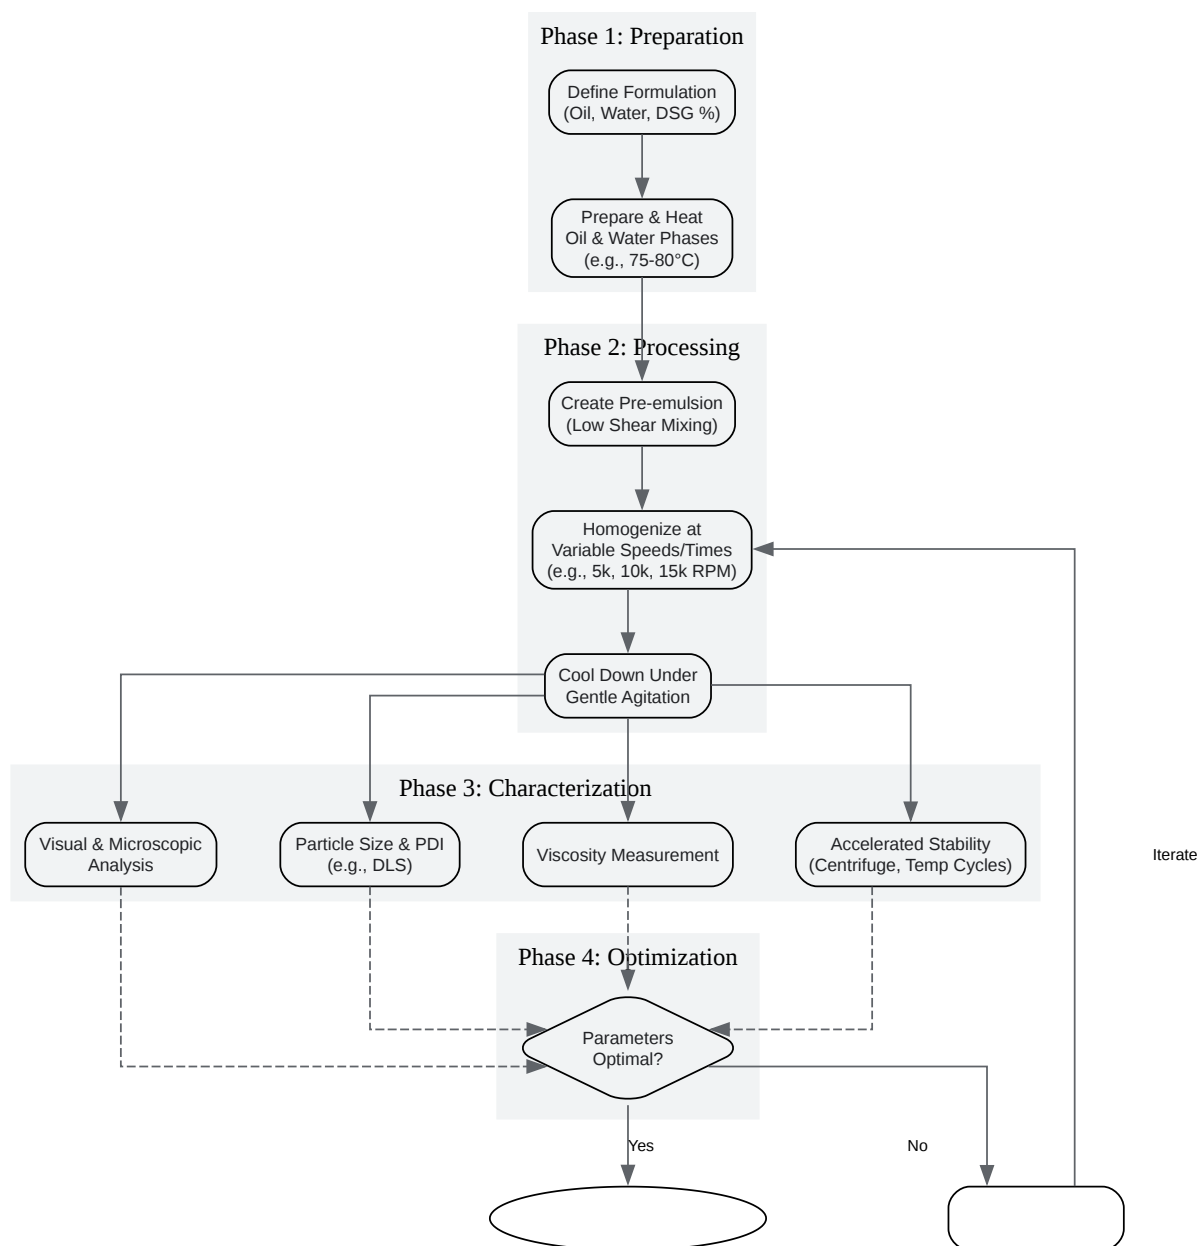 Phase 1: Preparation
Define Formulation
(Oil, Water, DSG %)
Prepare & Heat
Oil & Water Phases
(e.g., 75-80°C)
Phase 2: Processing
Create Pre-emulsion
(Low Shear Mixing)
Homogenize at
Variable Speeds/Times
(e.g., 5k, 10k, 15k RPM)
Cool Down Under
Gentle Agitation
Phase 3: Characterization
Visual & Microscopic
Analysis
Particle Size & PDI
(e.g., DLS)
Viscosity Measurement
Accelerated Stability
(Centrifuge, Temp Cycles)
Iterate
Phase 4: Optimization
Parameters
Optimal?
Yes
No